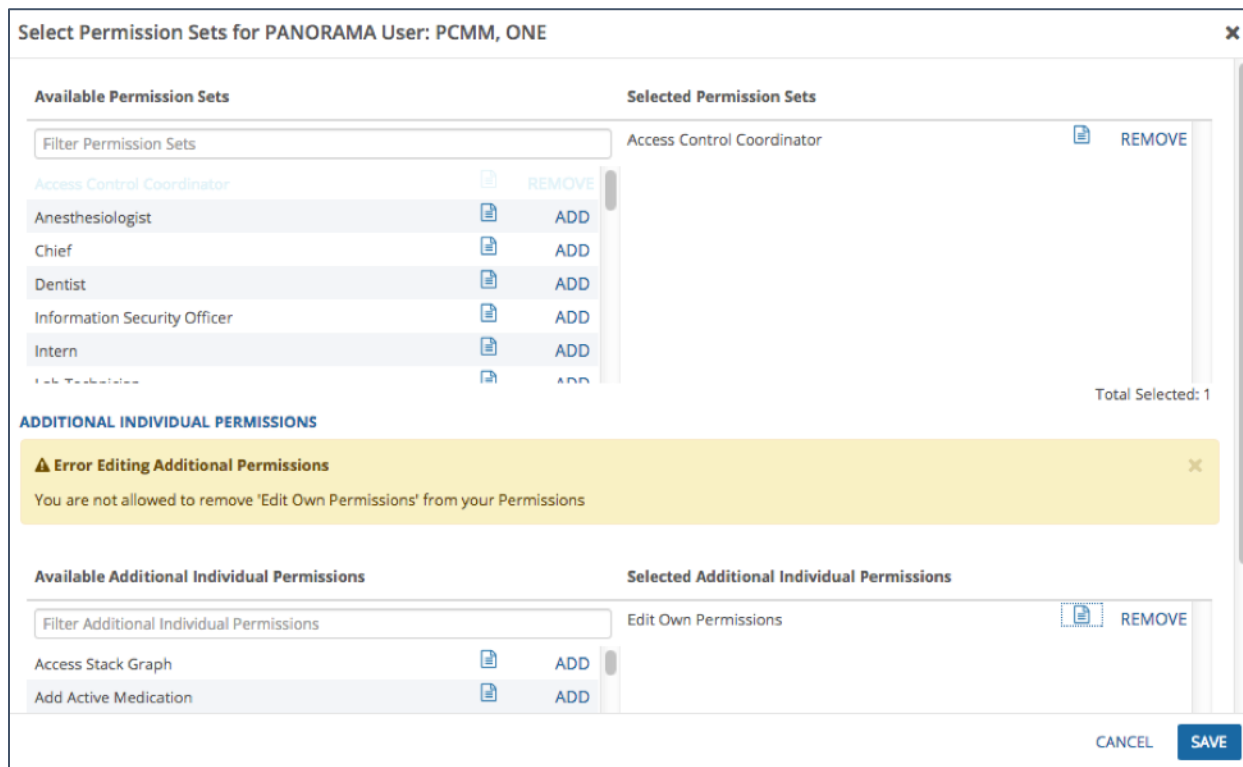 Select Permission Sets for PANORAMA User: PCMM, ONE
Available Permission Sets
Selected Permission Sets
Filter Permission Sets
Access Control Coordinator REMOVE
Access Control Coordinator REMOVE
Anesthesiologist ADD
Chief ADD
Dentist ADD
Information Security Officer ADD
Intern ADD
Lab Technician ADD
Total Selected: 1
ADDITIONAL INDIVIDUAL PERMISSIONS
Error Editing Additional Permissions
You are not allowed to remove 'Edit Own Permissions' from your Permissions
Available Additional Individual Permissions
Selected Additional Individual Permissions
Filter Additional Individual Permissions
Edit Own Permissions REMOVE
Access Stack Graph ADD
Add Active Medication ADD
CANCEL SAVE